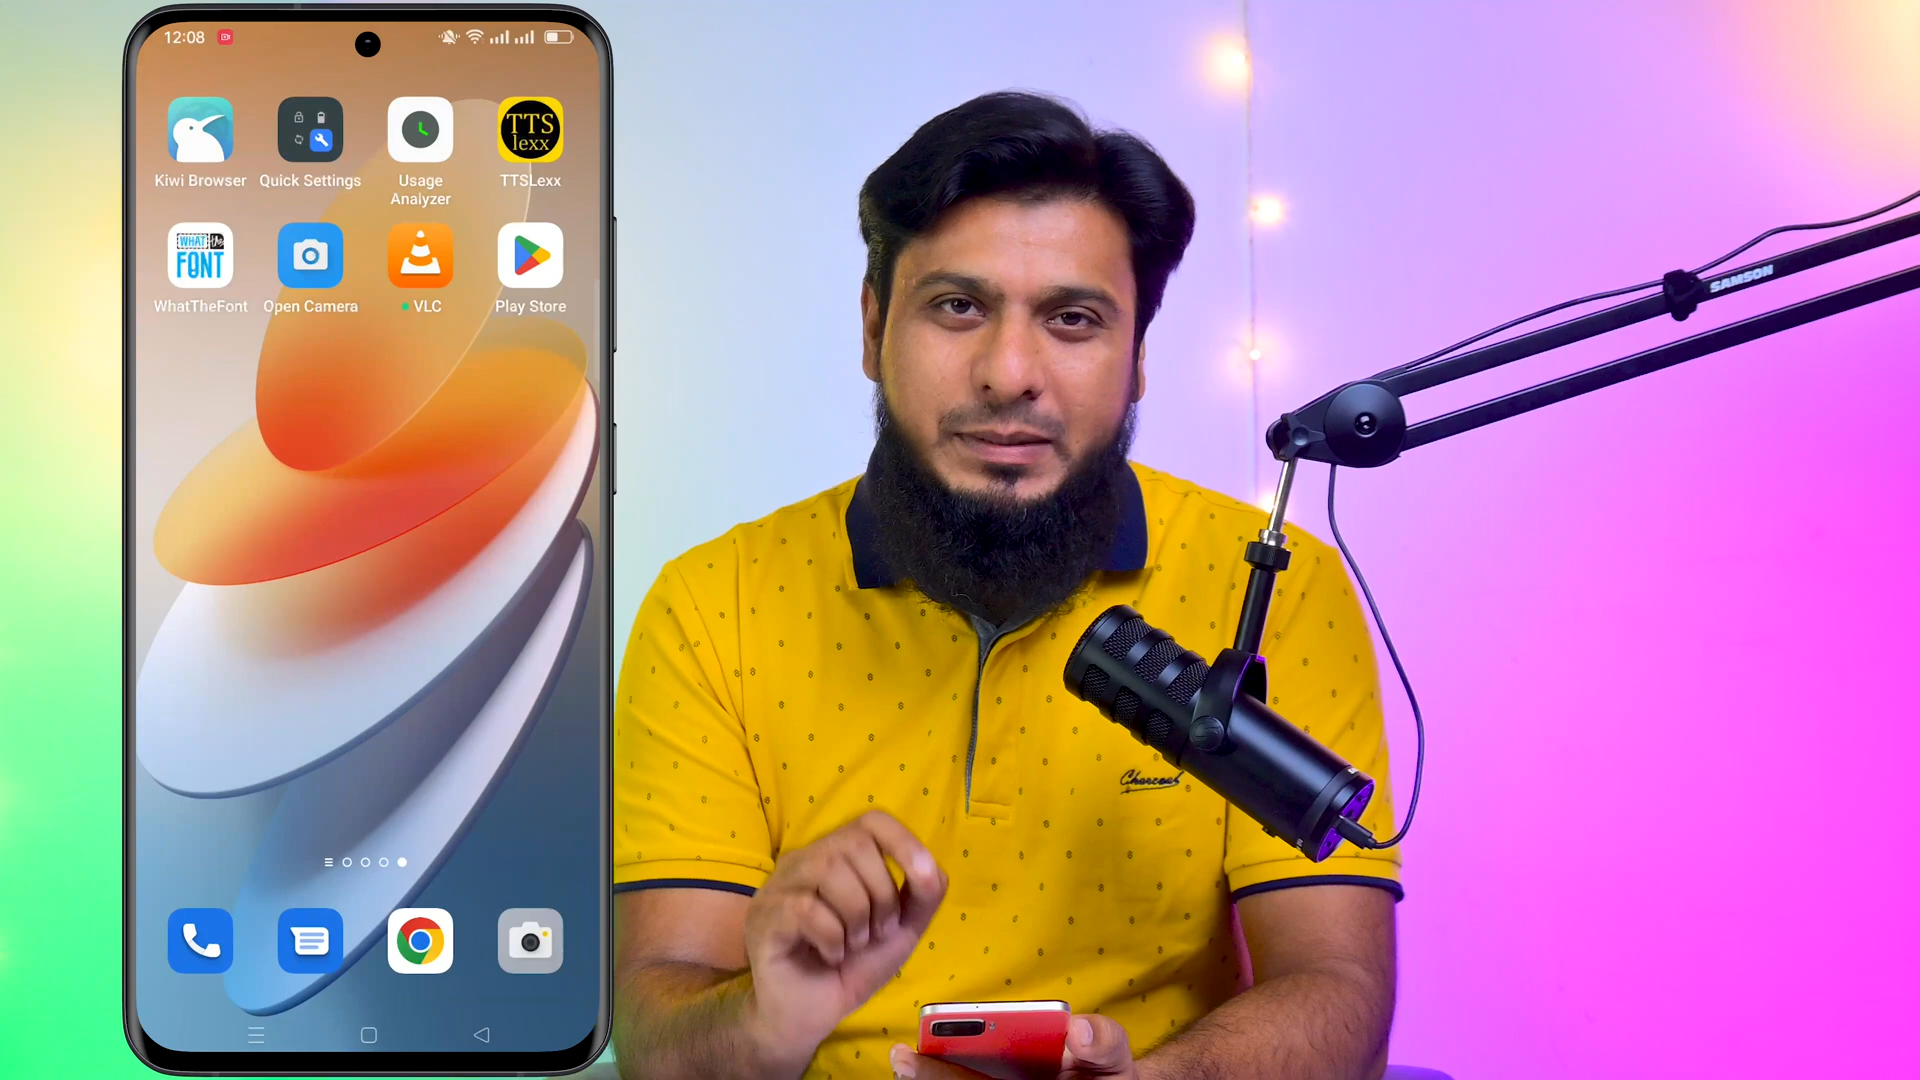 12:08
Kiwi Browser
Quick Settings
Usage
Analyzer
TTS
lexx
TTSLexx
WHAT the
FONT
WhatTheFont
Open Camera
VLC
Play Store
SAMSON
Charcoal